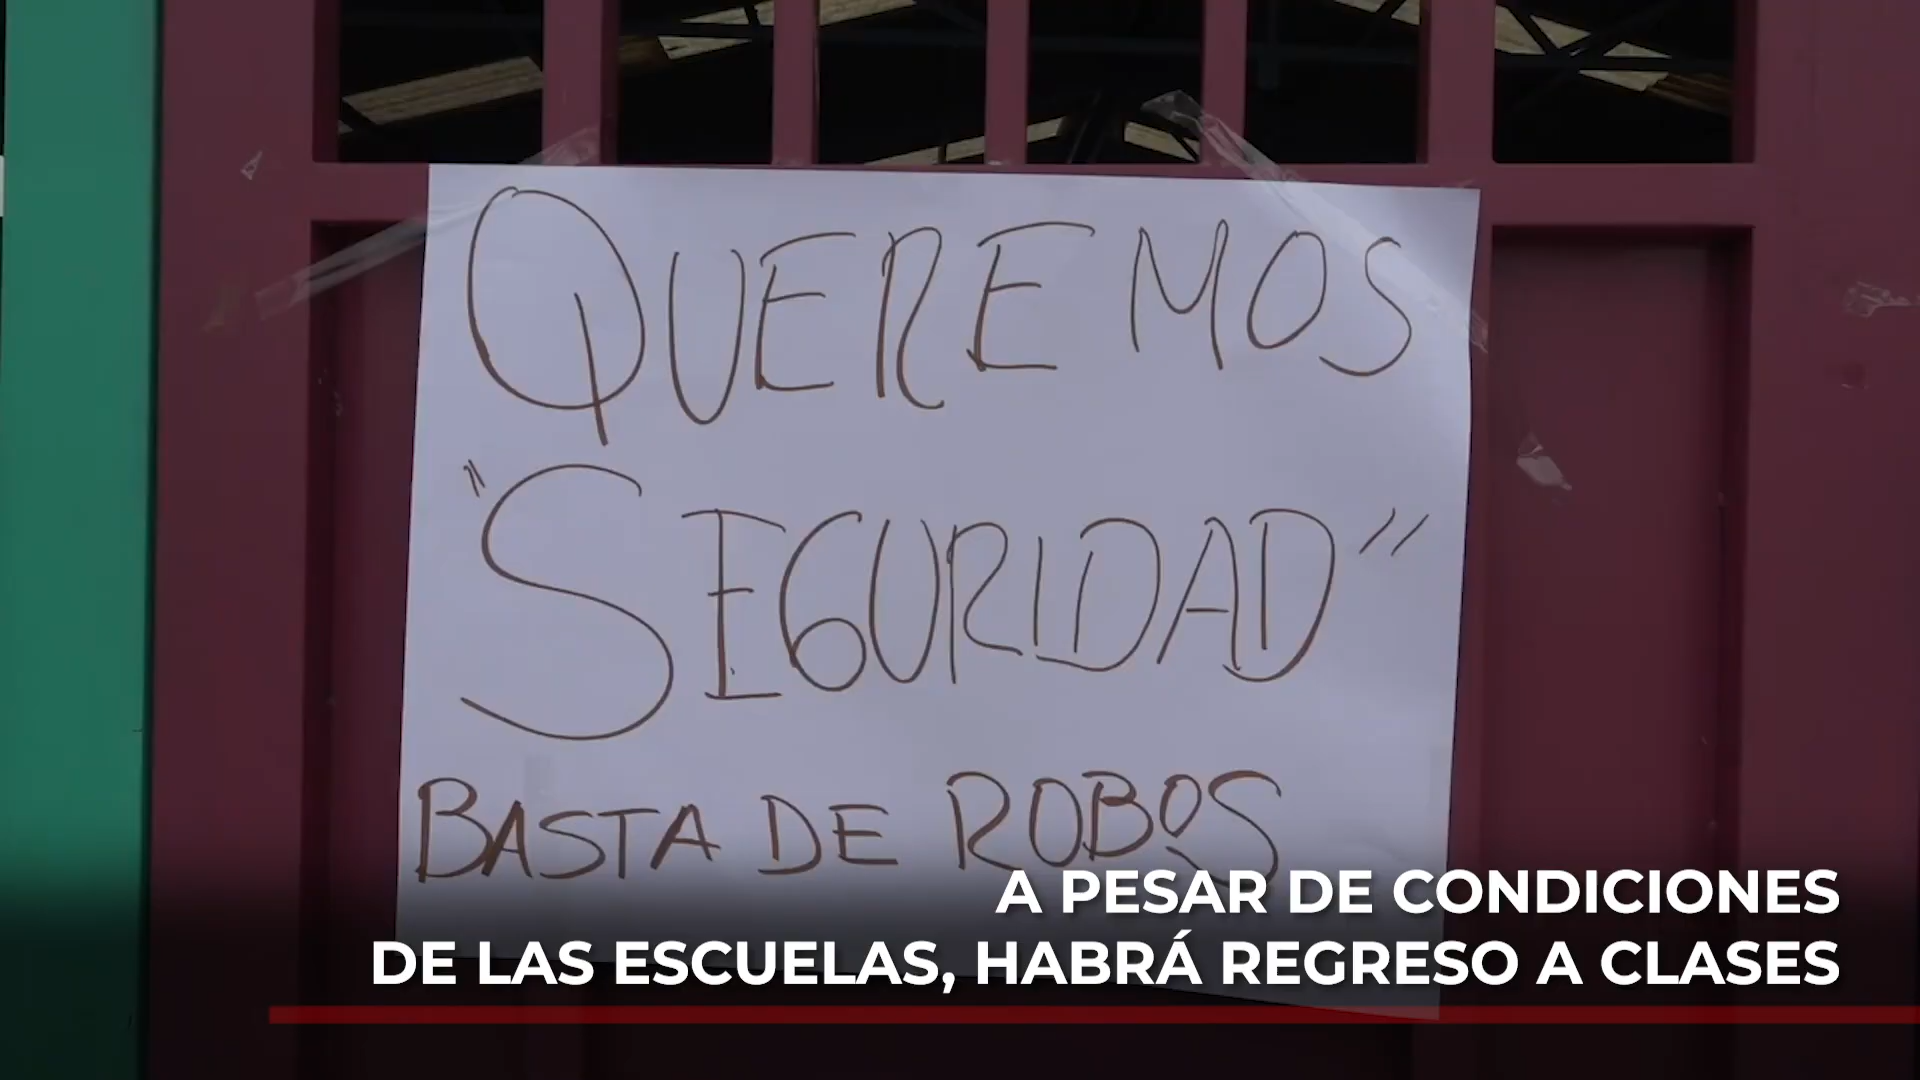 QUEREMOS
"SEGURIDAD"
BASTA DE ROBOS
A PESAR DE CONDICIONES
DE LAS ESCUELAS, HABRÁ REGRESO A CLASES